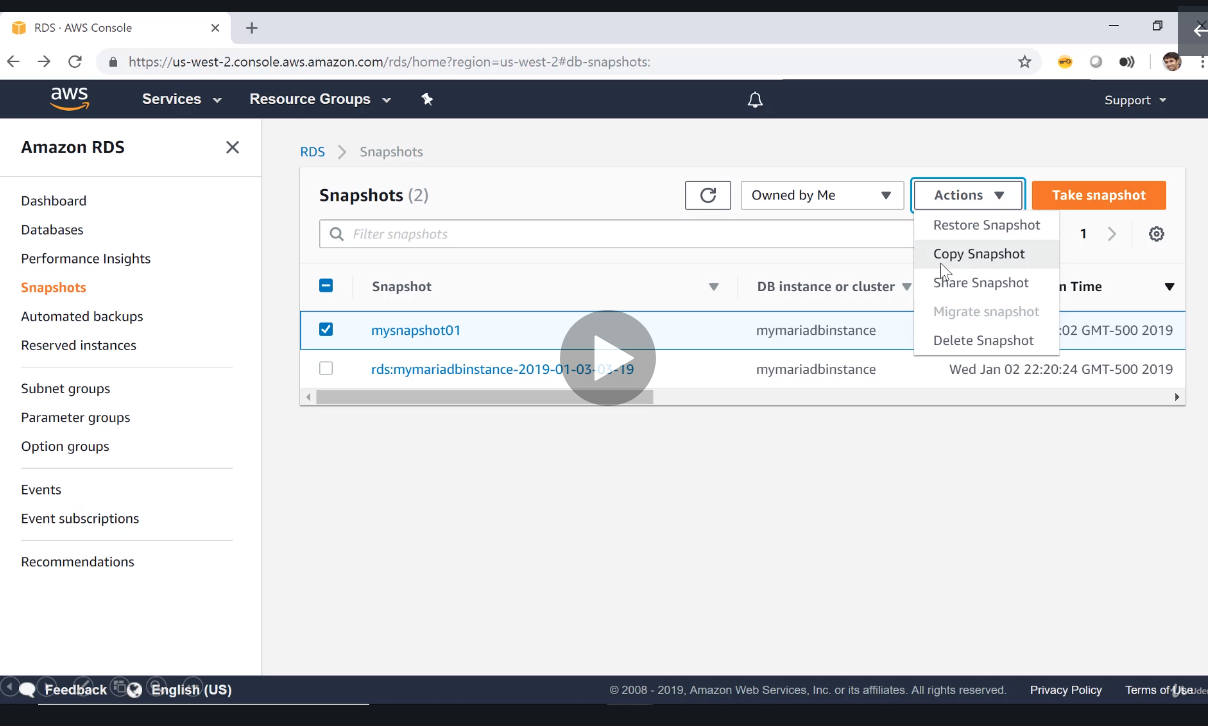 RDS · AWS Console
https://us-west-2.console.aws.amazon.com/rds/home?region=us-west-2#db-snapshots:
aws
Services
Resource Groups
Support
Amazon RDS
Dashboard
Databases
Performance Insights
Snapshots
Automated backups
Reserved instances
Subnet groups
Parameter groups
Option groups
Events
Event subscriptions
Recommendations
RDS > Snapshots
Snapshots (2)
Owned by Me
Actions
Take snapshot
Filter snapshots
1
Restore Snapshot
Copy Snapshot
Share Snapshot
Migrate snapshot
Delete Snapshot
Snapshot DB instance or cluster n Time
mysnapshot01 mymariadbinstance :02 GMT-500 2019
rds:mymariadbinstance-2019-01-03-03-19 mymariadbinstance Wed Jan 02 22:20:24 GMT-500 2019
Feedback English (US) © 2008 - 2019, Amazon Web Services, Inc. or its affiliates. All rights reserved. Privacy Policy Terms of Use